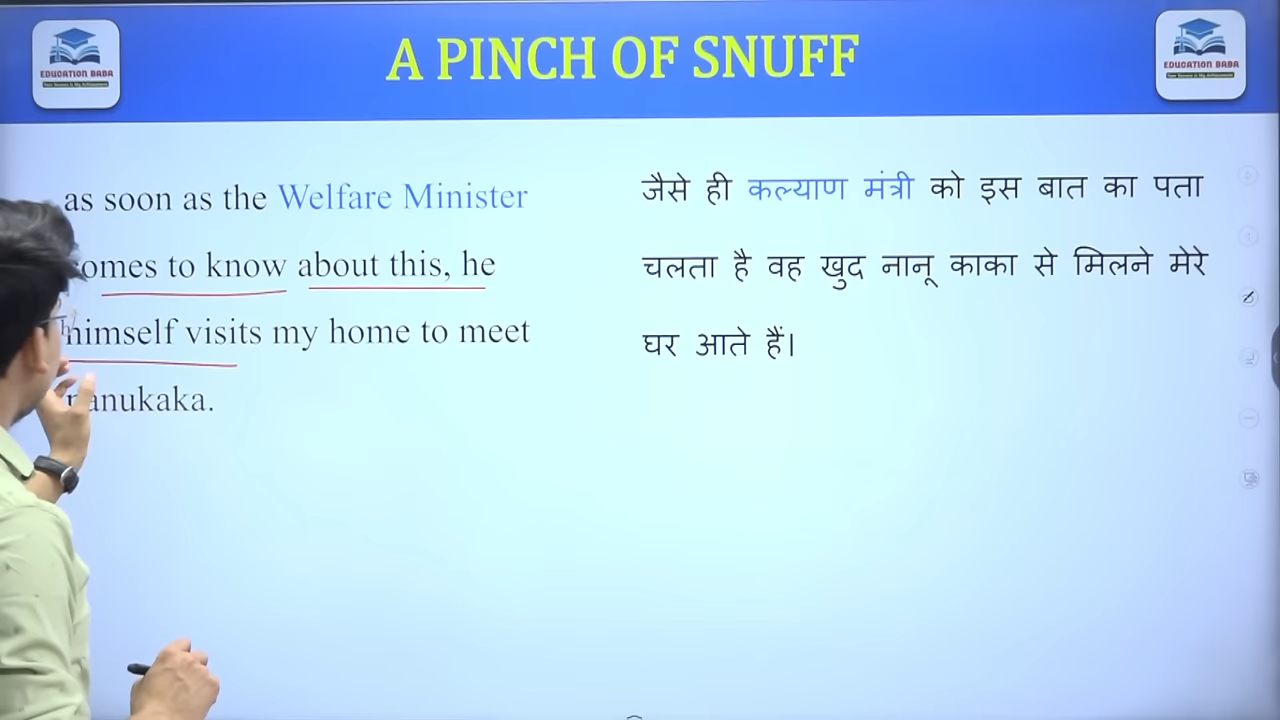 A PINCH OF SNUFF
EDUCATION BABA
EDUCATION BABA
as soon as the Welfare Minister
comes to know about this, he
himself visits my home to meet
nanukaka.
जैसे ही कल्याण मंत्री को इस बात का पता
चलता है वह खुद नानू काका से मिलने मेरे
घर आते हैं।